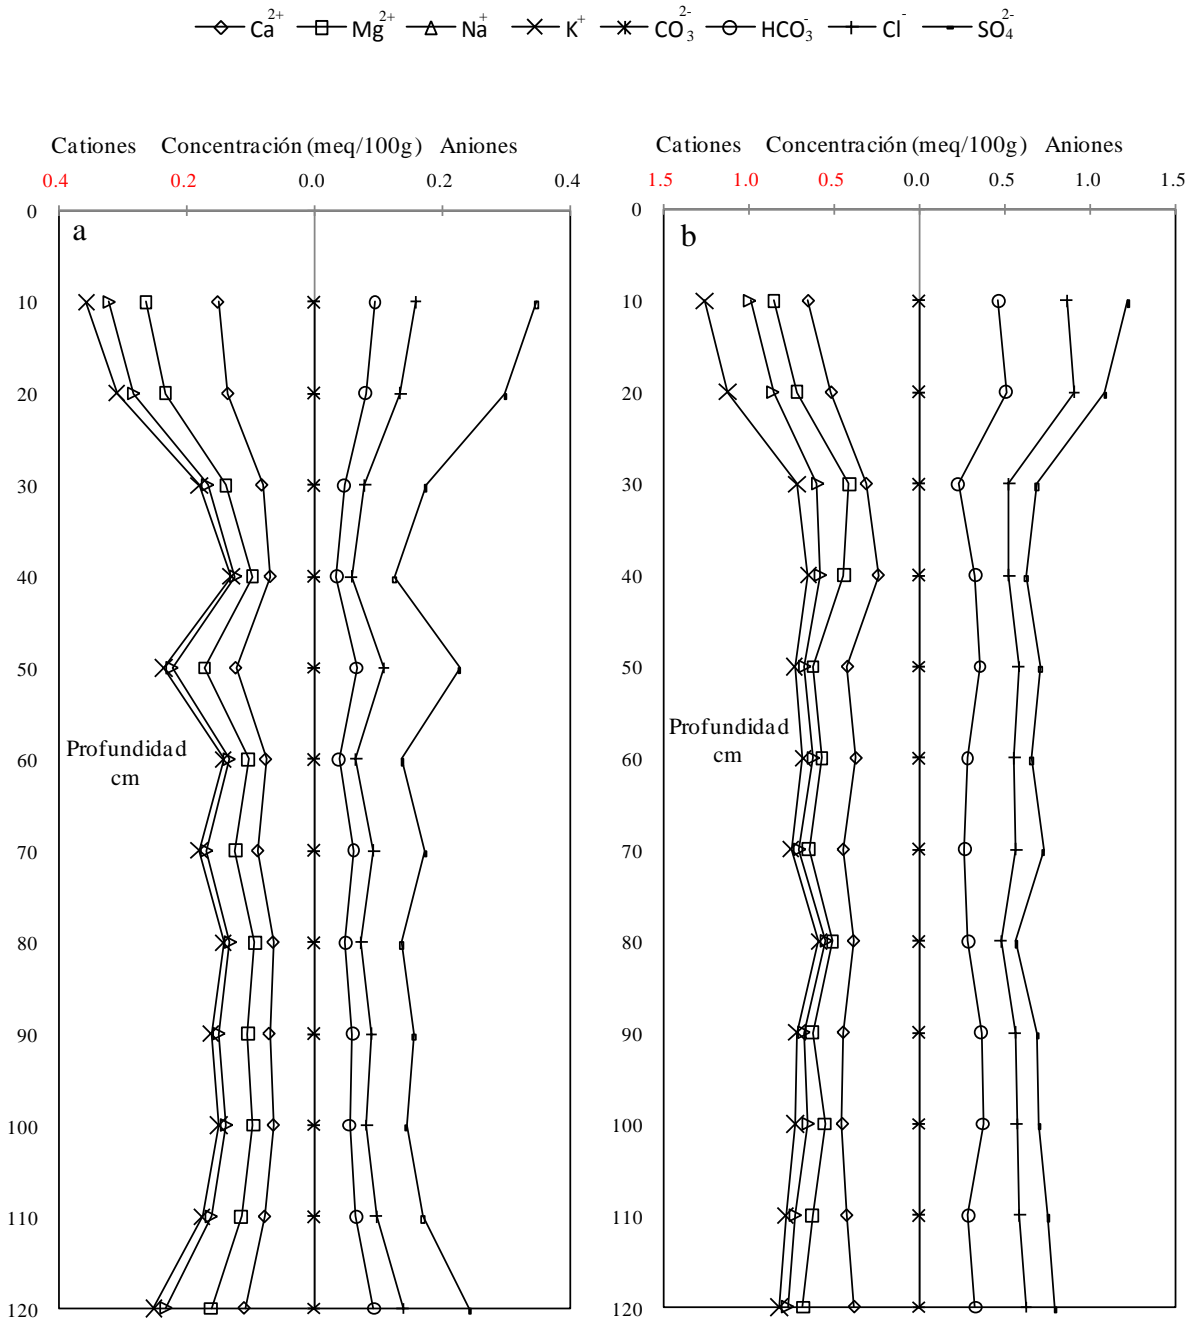 Ca²⁺ Mg²⁺ Na⁺ K⁺ CO₃²⁻ HCO₃⁻ Cl⁻ SO₄²⁻
Cationes Concentración (meq/100g) Aniones
0.4 0.2 0.0 0.2 0.4
0
a
10
20
30
40
50
60
Profundidad
cm
70
80
90
100
110
120
Cationes Concentración (meq/100g) Aniones
1.5 1.0 0.5 0.0 0.5 1.0 1.5
0
b
10
20
30
40
50
60
Profundidad
cm
70
80
90
100
110
120